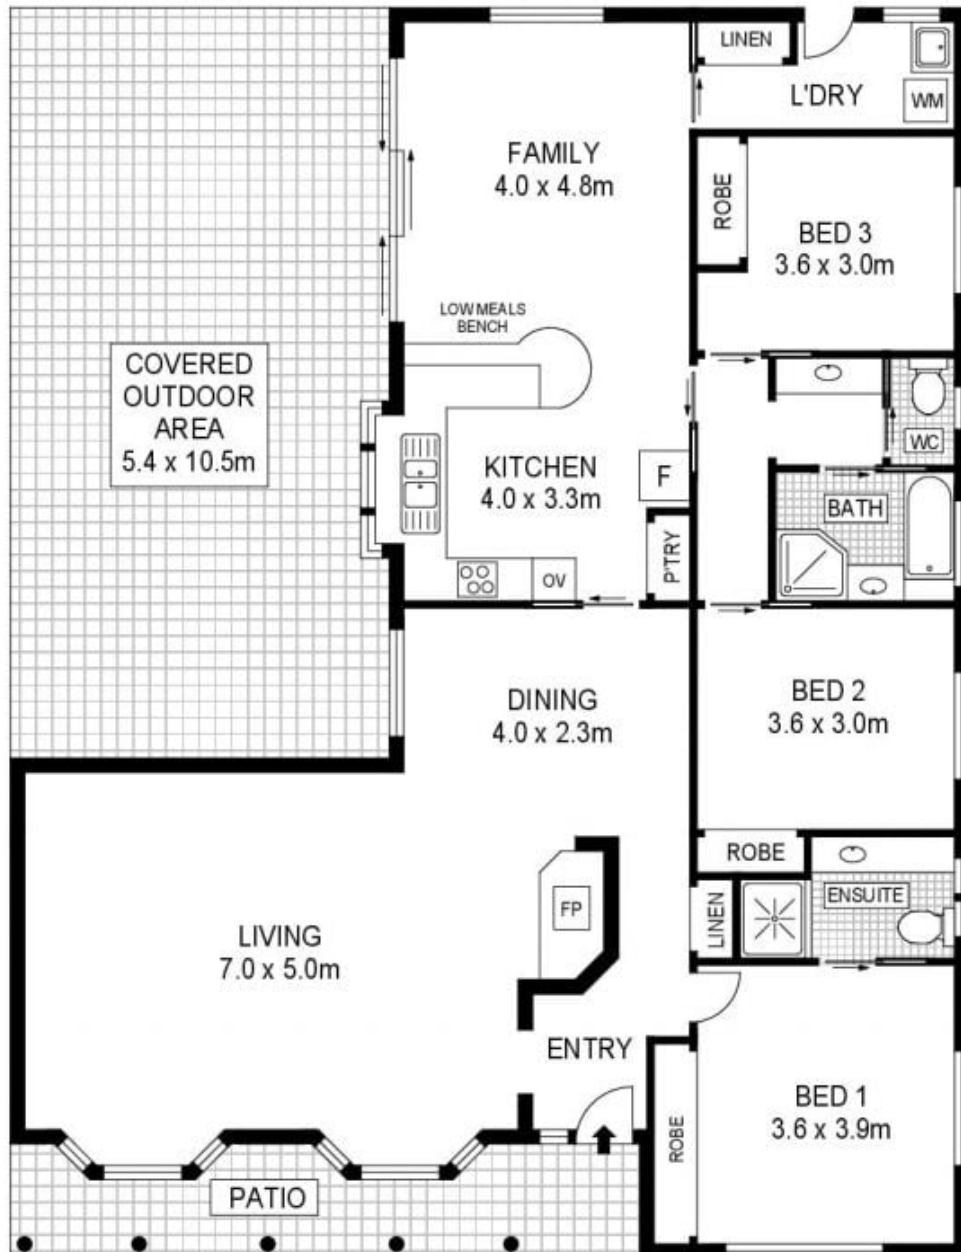 LINEN
L'DRY
WM
FAMILY
4.0 x 4.8m
ROBE
BED 3
3.6 x 3.0m
LOW MEALS
BENCH
COVERED
OUTDOOR
AREA
5.4 x 10.5m
WC
KITCHEN
4.0 x 3.3m
F
BATH
P'TRY
OV
DINING
4.0 x 2.3m
BED 2
3.6 x 3.0m
ROBE
ENSUITE
LINEN
FP
LIVING
7.0 x 5.0m
ENTRY
BED 1
3.6 x 3.9m
ROBE
PATIO